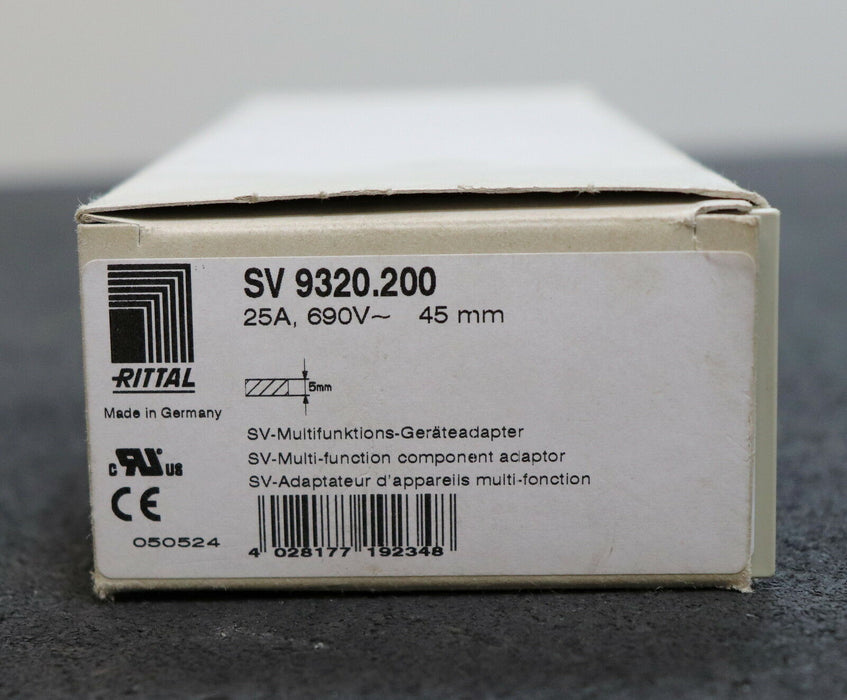 SV 9320.200
25A, 690V~ 45 mm
RITTAL
Made in Germany
5mm
SV-Multifunktions-Geräteadapter
SV-Multi-function component adaptor
SV-Adaptateur d'appareils multi-fonction
c RU US
CE
050524
4 028177 192348